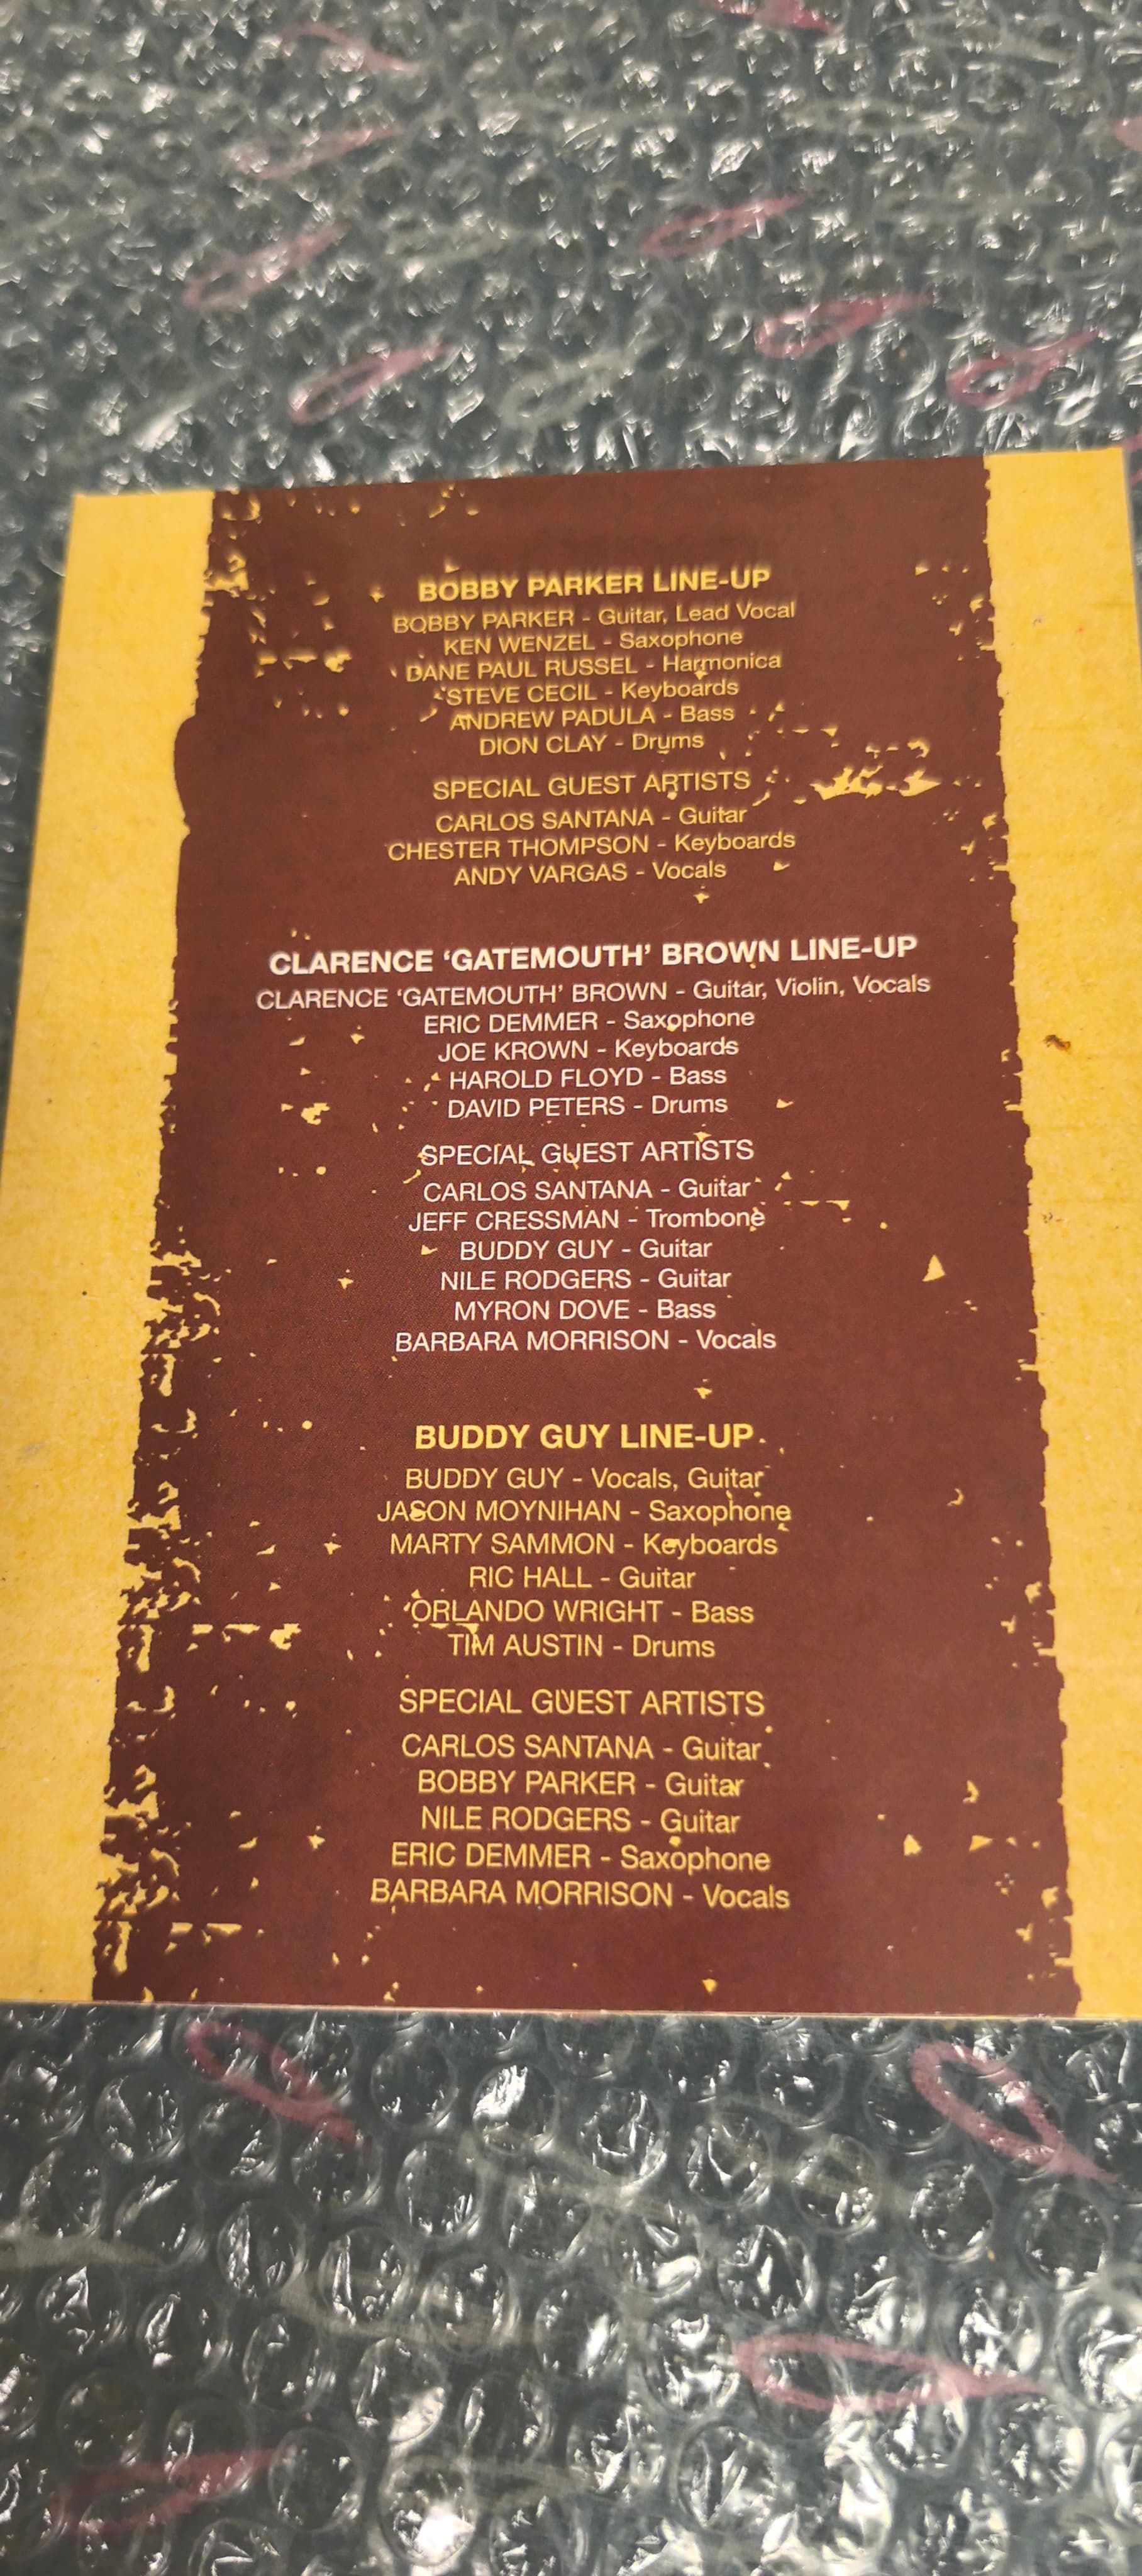 BOBBY PARKER LINE-UP
BOBBY PARKER - Guitar, Lead Vocal
KEN WENZEL - Saxophone
DANE PAUL RUSSEL - Harmonica
STEVE CECIL - Keyboards
ANDREW PADULA - Bass
DION CLAY - Drums
SPECIAL GUEST ARTISTS
CARLOS SANTANA - Guitar
CHESTER THOMPSON - Keyboards
ANDY VARGAS - Vocals
CLARENCE ‘GATEMOUTH’ BROWN LINE-UP
CLARENCE ‘GATEMOUTH’ BROWN - Guitar, Violin, Vocals
ERIC DEMMER - Saxophone
JOE KROWN - Keyboards
HAROLD FLOYD - Bass
DAVID PETERS - Drums
SPECIAL GUEST ARTISTS
CARLOS SANTANA - Guitar
JEFF CRESSMAN - Trombone
BUDDY GUY - Guitar
NILE RODGERS - Guitar
MYRON DOVE - Bass
BARBARA MORRISON - Vocals
BUDDY GUY LINE-UP
BUDDY GUY - Vocals, Guitar
JASON MOYNIHAN - Saxophone
MARTY SAMMON - Keyboards
RIC HALL - Guitar
ORLANDO WRIGHT - Bass
TIM AUSTIN - Drums
SPECIAL GUEST ARTISTS
CARLOS SANTANA - Guitar
BOBBY PARKER - Guitar
NILE RODGERS - Guitar
ERIC DEMMER - Saxophone
BARBARA MORRISON - Vocals